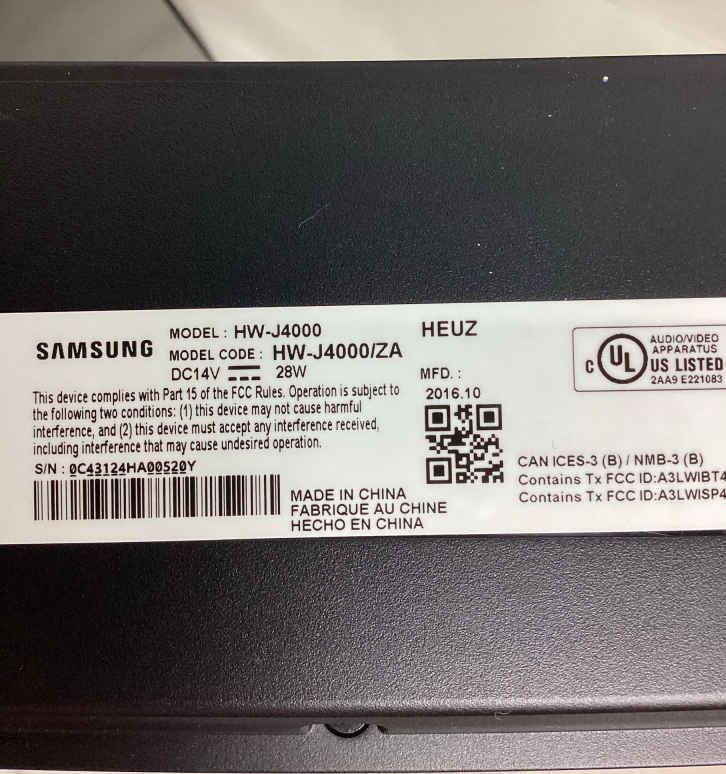 SAMSUNG
MODEL : HW-J4000
MODEL CODE : HW-J4000/ZA
DC14V 28W
HEUZ
This device complies with Part 15 of the FCC Rules. Operation is subject to
the following two conditions: (1) this device may not cause harmful
interference, and (2) this device must accept any interference received,
including interference that may cause undesired operation.
S/N : 0C43124HA00520Y
MADE IN CHINA
FABRIQUE AU CHINE
HECHO EN CHINA
MFD. :
2016.10
C UL
AUDIO/VIDEO
APPARATUS
US LISTED
2AA9 E221083
CAN ICES-3 (B) / NMB-3 (B)
Contains Tx FCC ID:A3LWIBT4
Contains Tx FCC ID:A3LWISP4